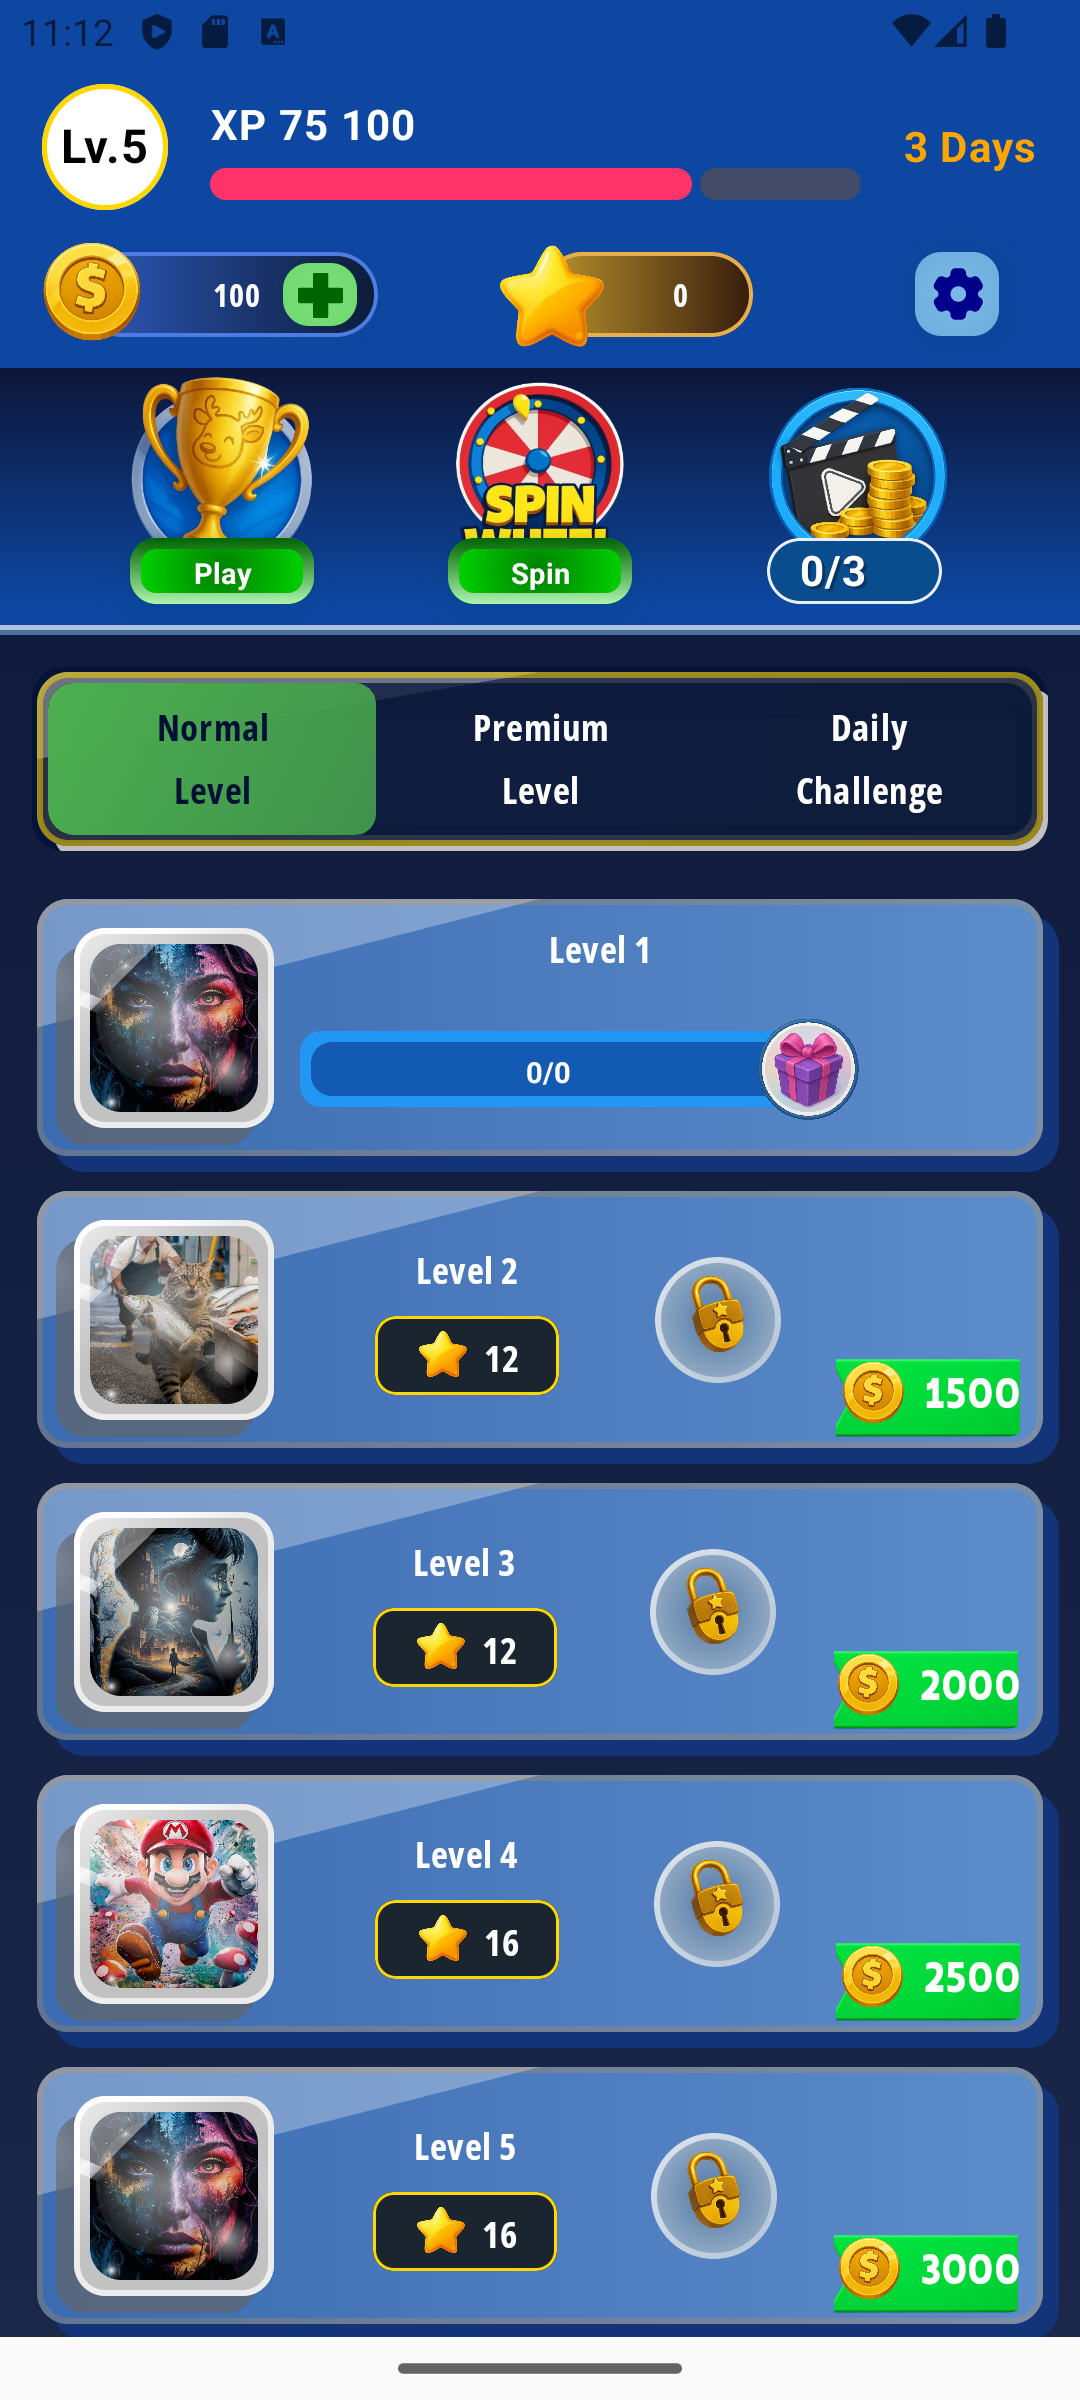 11:12
Lv.5
XP 75 100
3 Days
100
0
SPIN
WHEEL
Play
Spin
0/3
Normal
Level
Premium
Level
Daily
Challenge
Level 1
0/0
Level 2
12
1500
Level 3
12
2000
Level 4
16
2500
Level 5
16
3000